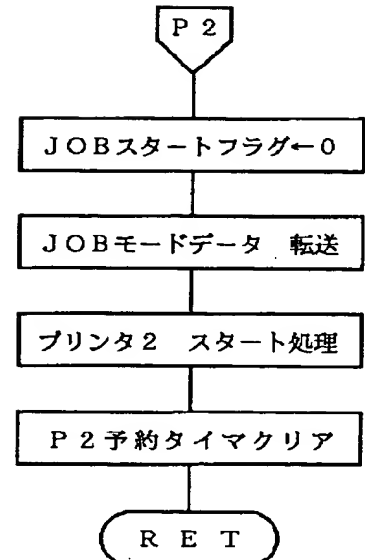 P 2
JOBスタートフラグ←0
JOBモードデータ 転送
プリンタ2 スタート処理
P2予約タイマクリア
R E T